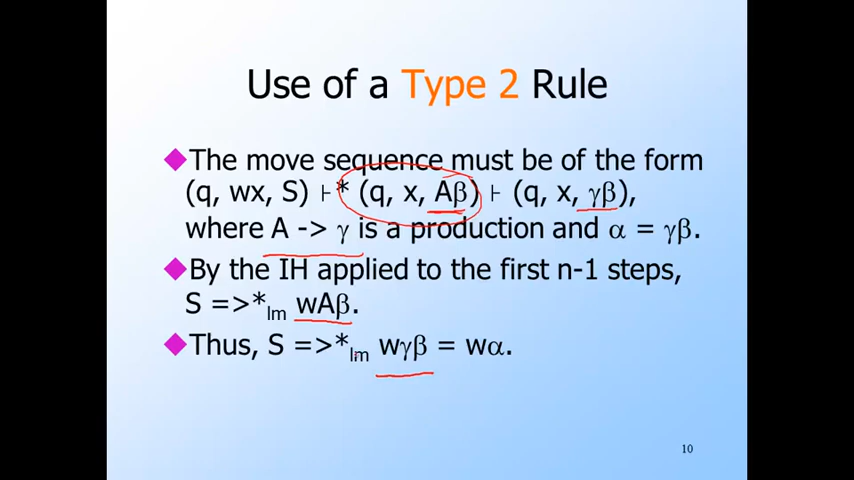 Use of a Type 2 Rule
The move sequence must be of the form
(q, wx, S) ⊦* (q, x, Aβ) ⊦ (q, x, γβ),
where A -> γ is a production and α = γβ.
By the IH applied to the first n-1 steps,
S =>*lm wAβ.
Thus, S =>*lm wγβ = wα.
10